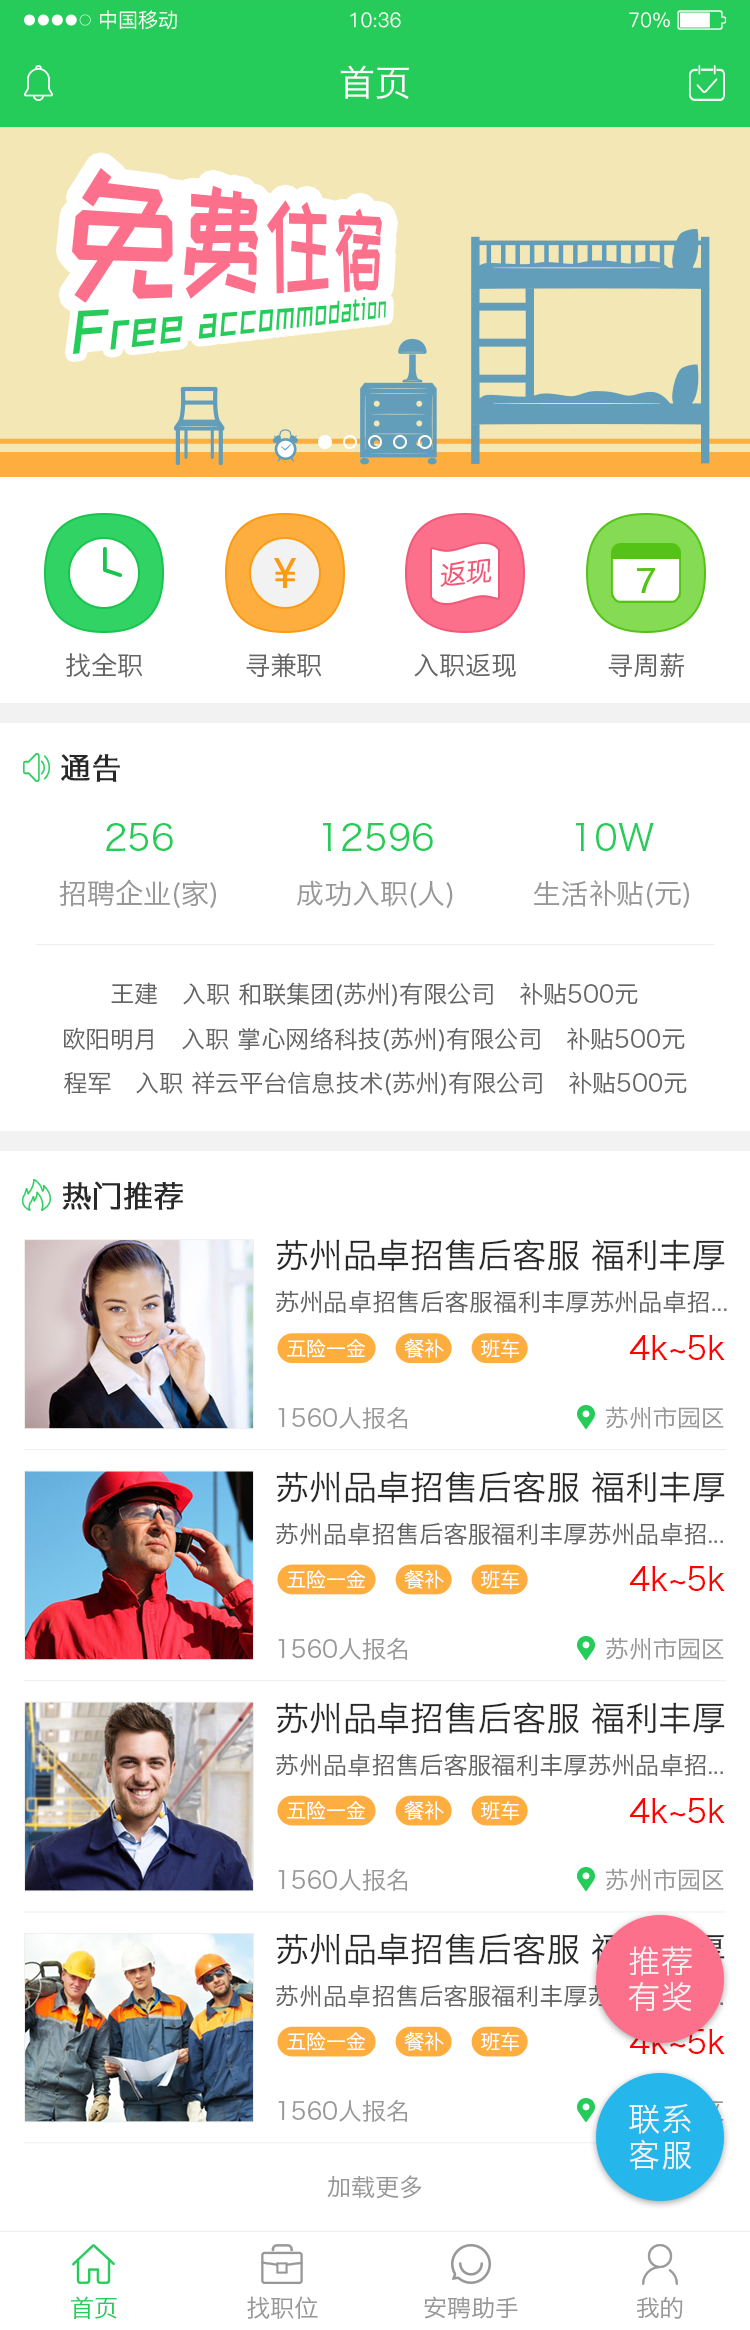 中国移动 10:36 70%
首页
免费住宿
Free accommodation
¥ 返现 7
找全职 寻兼职 入职返现 寻周薪
通告
256 12596 10W
招聘企业(家) 成功入职(人) 生活补贴(元)
王建 入职 和联集团(苏州)有限公司 补贴500元
欧阳明月 入职 掌心网络科技(苏州)有限公司 补贴500元
程军 入职 祥云平台信息技术(苏州)有限公司 补贴500元
热门推荐
苏州品卓招售后客服 福利丰厚
苏州品卓招售后客服福利丰厚苏州品卓招...
五险一金 餐补 班车 4k~5k
1560人报名 苏州市园区
苏州品卓招售后客服 福利丰厚
苏州品卓招售后客服福利丰厚苏州品卓招...
五险一金 餐补 班车 4k~5k
1560人报名 苏州市园区
苏州品卓招售后客服 福利丰厚
苏州品卓招售后客服福利丰厚苏州品卓招...
五险一金 餐补 班车 4k~5k
1560人报名 苏州市园区
苏州品卓招售后客服
苏州品卓招售后客服福利丰厚
推荐
有奖
五险一金 餐补 班车 4k~5k
1560人报名
联系
客服
加载更多
首页 找职位 安聘助手 我的